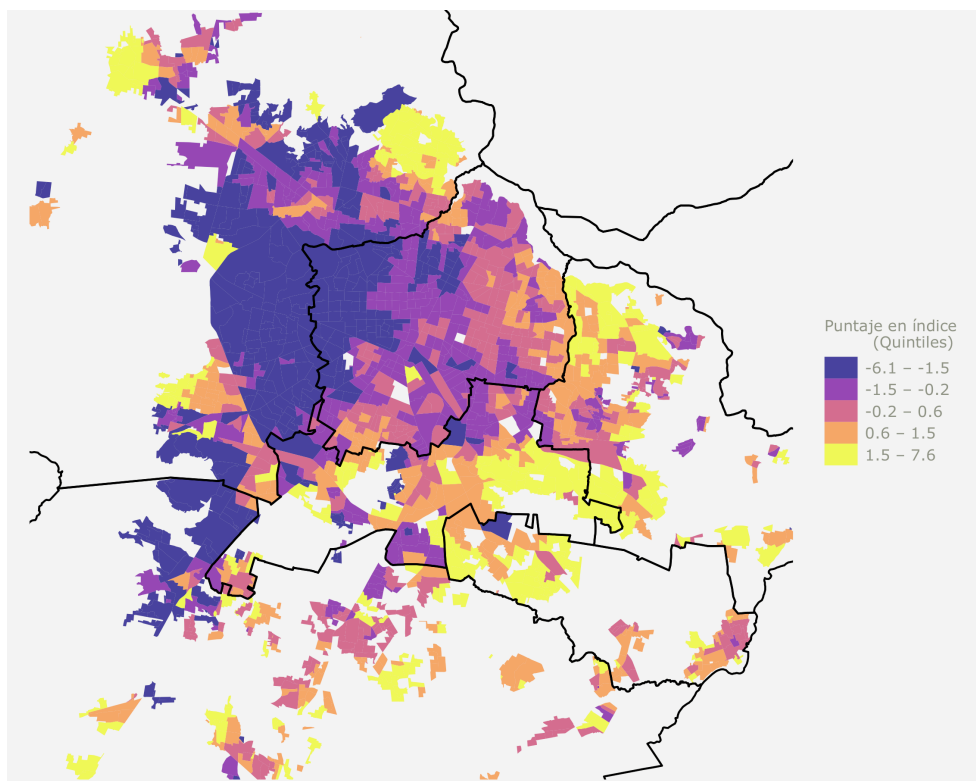 Puntaje en índice
(Quintiles)
-6.1 – -1.5
-1.5 – -0.2
-0.2 – 0.6
0.6 – 1.5
1.5 – 7.6